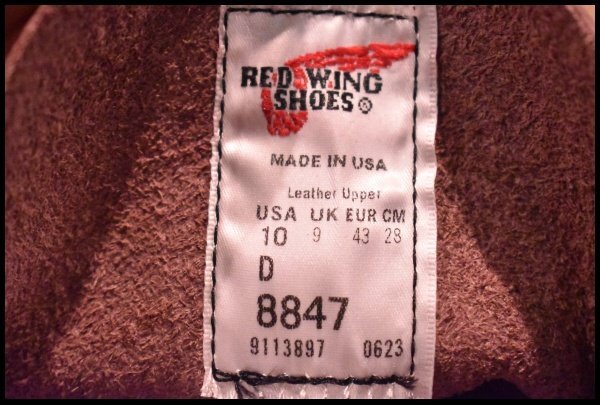 RED WING
SHOES®
MADE IN USA
Leather Upper
USA UK EUR CM
10 9 43 28
D
8847
9113897 0623